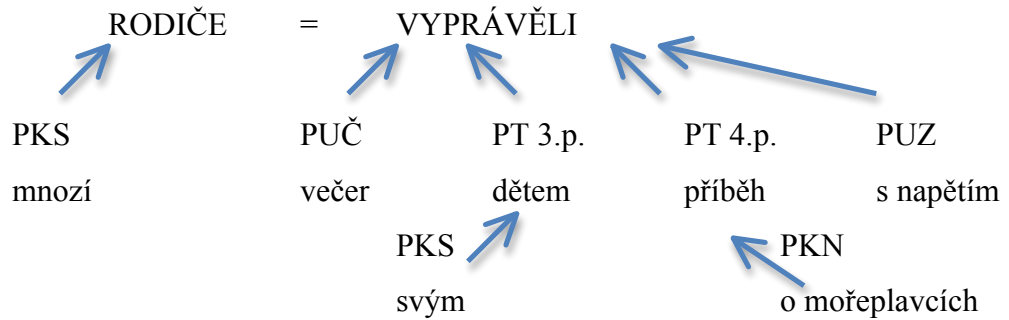 RODIČE = VYPRÁVĚLI
PKS PUČ PT 3.p. PT 4.p. PUZ
mnozí večer dětem příběh s napětím
PKS PKN
svým o mořeplavcích